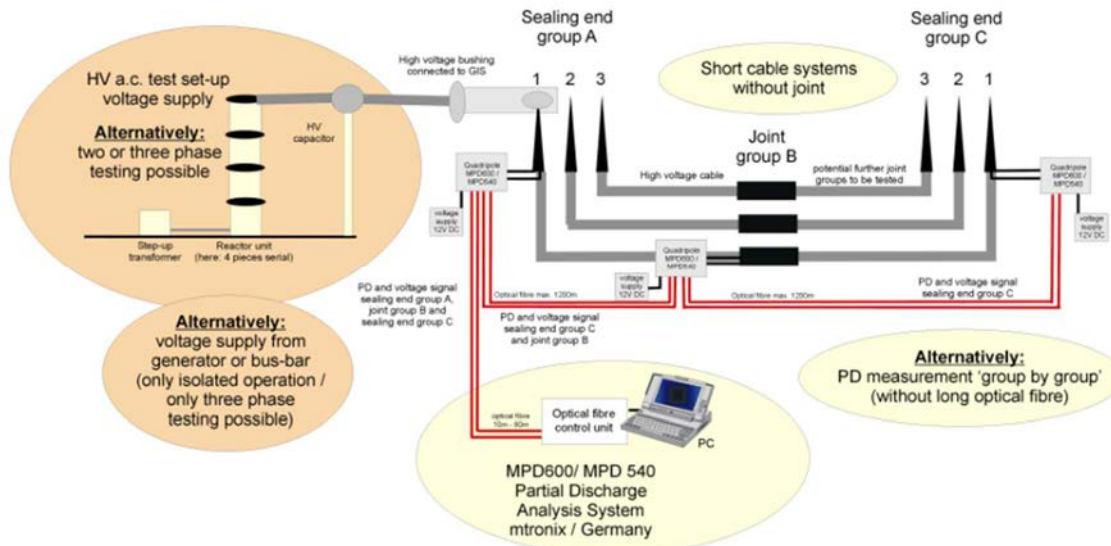 Sealing end
group A
Sealing end
group C
High voltage bushing
connected to GIS
1 2 3
3 2 1
Short cable systems
without joint
HV a.c. test set-up
voltage supply
Alternatively:
two or three phase
testing possible
HV
capacitor
Step-up
transformer
Reactor unit
(here: 4 pieces serial)
Quadripole
MPD600 /
MPD540
voltage
supply
12V DC
Joint
group B
High voltage cable
potential further joint
groups to be tested
Quadripole
MPD600 /
MPD540
voltage
supply
12V DC
Quadripole
MPD600 /
MPD540
voltage
supply
12V DC
PD and voltage signal
sealing end group A,
joint group B and
sealing end group C
Optical fibre max. 1280m
PD and voltage signal
sealing end group C
and joint group B
Optical fibre max. 1280m
PD and voltage signal
sealing end group C
Alternatively:
voltage supply from
generator or bus-bar
(only isolated operation /
only three phase
testing possible)
Alternatively:
PD measurement ‘group by group’
(without long optical fibre)
optical fibre
10m - 80m
Optical fibre
control unit
PC
MPD600/ MPD 540
Partial Discharge
Analysis System
mtronix / Germany